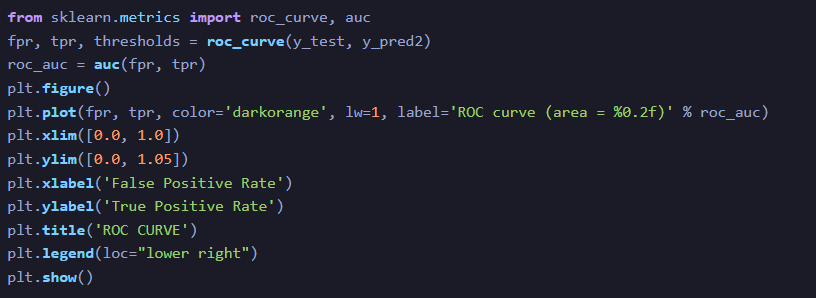 from sklearn.metrics import roc_curve, auc
fpr, tpr, thresholds = roc_curve(y_test, y_pred2)
roc_auc = auc(fpr, tpr)
plt.figure()
plt.plot(fpr, tpr, color='darkorange', lw=1, label='ROC curve (area = %0.2f)' % roc_auc)
plt.xlim([0.0, 1.0])
plt.ylim([0.0, 1.05])
plt.xlabel('False Positive Rate')
plt.ylabel('True Positive Rate')
plt.title('ROC CURVE')
plt.legend(loc="lower right")
plt.show()